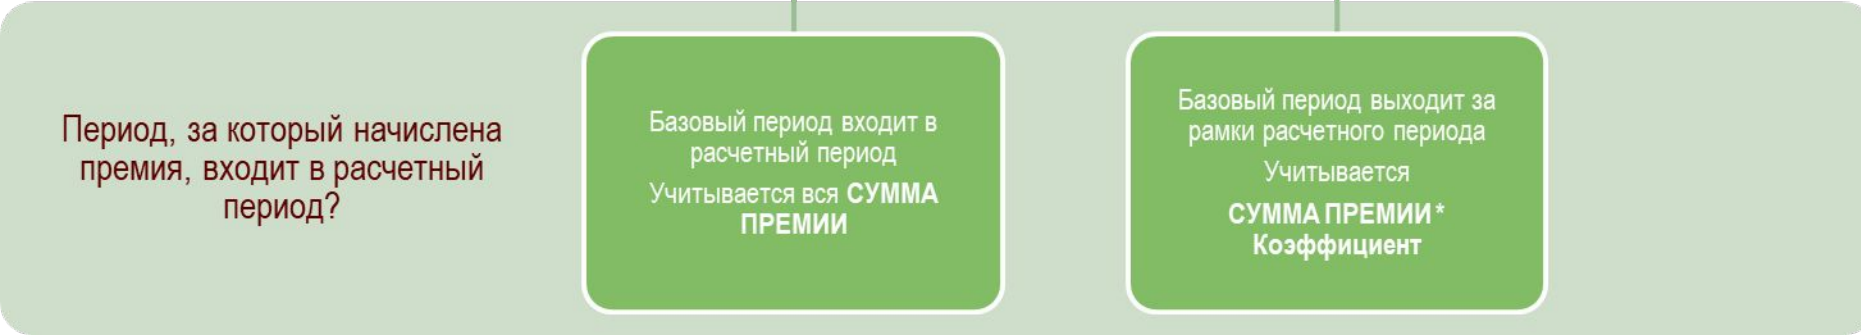 Период, за который начислена
премия, входит в расчетный
период?
Базовый период входит в
расчетный период
Учитывается вся СУММА
ПРЕМИИ
Базовый период выходит за
рамки расчетного периода
Учитывается
СУММА ПРЕМИИ *
Коэффициент